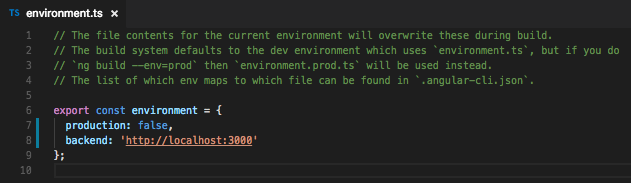 TS environment.ts ×
1 // The file contents for the current environment will overwrite these during build.
2 // The build system defaults to the dev environment which uses `environment.ts`, but if you do
3 // `ng build --env=prod` then `environment.prod.ts` will be used instead.
4 // The list of which env maps to which file can be found in `.angular-cli.json`.
5
6 export const environment = {
7   production: false,
8   backend: 'http://localhost:3000'
9 };
10